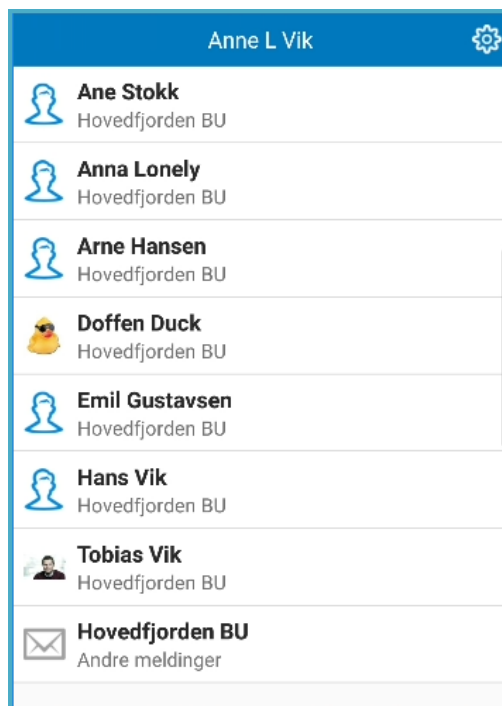 Anne L Vik
Ane Stokk
Hovedfjorden BU
Anna Lonely
Hovedfjorden BU
Arne Hansen
Hovedfjorden BU
Doffen Duck
Hovedfjorden BU
Emil Gustavsen
Hovedfjorden BU
Hans Vik
Hovedfjorden BU
Tobias Vik
Hovedfjorden BU
Hovedfjorden BU
Andre meldinger